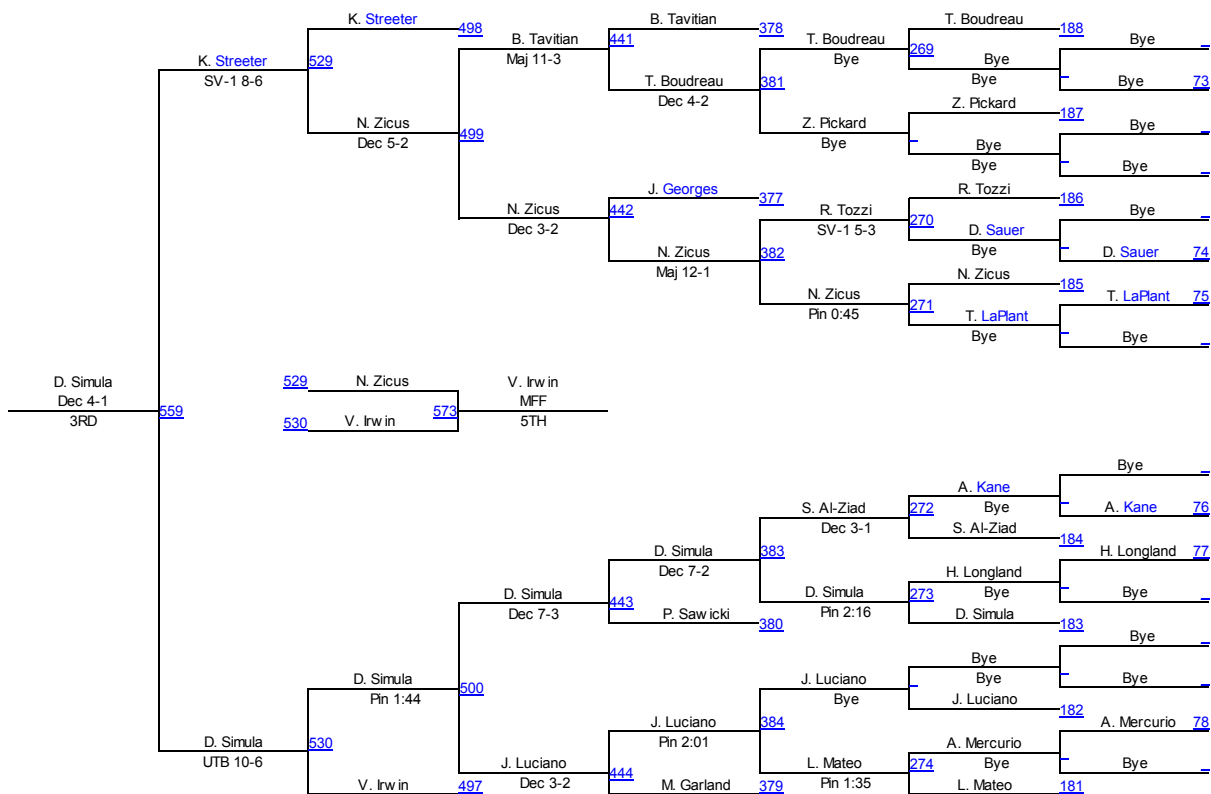 K. Streeter
498
B. Tavitian
378
T. Boudreau
188
529
K. Streeter
SV-1 8-6
B. Tavitian
Maj 11-3
441
T. Boudreau
Bye
269
Bye
Bye
Bye
Bye
73
T. Boudreau
Dec 4-2
381
N. Zicus
Dec 5-2
499
Z. Pickard
Bye
Z. Pickard
187
Bye
Bye
Bye
Bye
N. Zicus
Dec 3-2
442
J. Georges
377
R. Tozzi
SV-1 5-3
270
R. Tozzi
186
D. Sauer
Bye
Bye
D. Sauer
74
N. Zicus
Maj 12-1
382
N. Zicus
Pin 0:45
271
N. Zicus
185
T. LaPlant
Bye
T. LaPlant
75
Bye
D. Simula
Dec 4-1
3RD
559
529
N. Zicus
530
V. Irwin
573
V. Irwin
MFF
5TH
Bye
A. Kane
Bye
A. Kane
76
S. Al-Ziad
Dec 3-1
272
S. Al-Ziad
184
D. Simula
Dec 7-2
383
H. Longland
77
H. Longland
Bye
Bye
D. Simula
Pin 2:16
273
D. Simula
183
D. Simula
Dec 7-3
443
P. Sawicki
380
Bye
Bye
Bye
Bye
J. Luciano
Bye
J. Luciano
182
D. Simula
Pin 1:44
500
J. Luciano
Pin 2:01
384
A. Mercurio
78
A. Mercurio
Bye
Bye
D. Simula
UTB 10-6
530
J. Luciano
Dec 3-2
444
L. Mateo
Pin 1:35
274
V. Irwin
497
M. Garland
379
L. Mateo
181